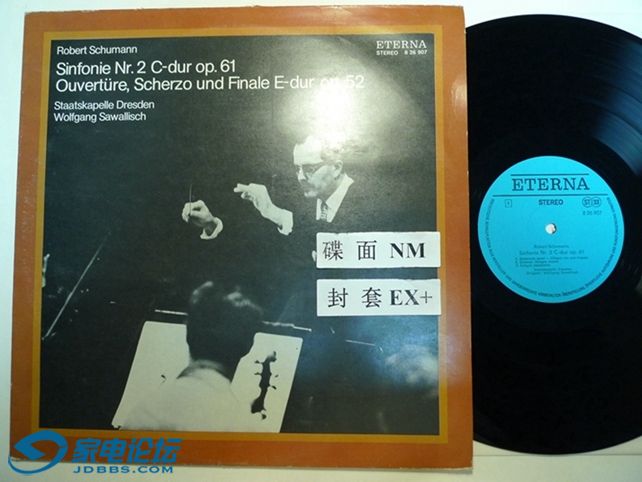 Robert Schumann
ETERNA
STEREO 8 26 907
Sinfonie Nr. 2 C-dur op. 61
Ouvertüre, Scherzo und Finale E-dur op. 52
Staatskapelle Dresden
Wolfgang Sawallisch
碟面 NM
封套 EX+
ETERNA
STEREO
ST 33
8 26 907
Robert Schumann
Sinfonie Nr. 2 C-dur op. 61
家电论坛
JDBBS.COM